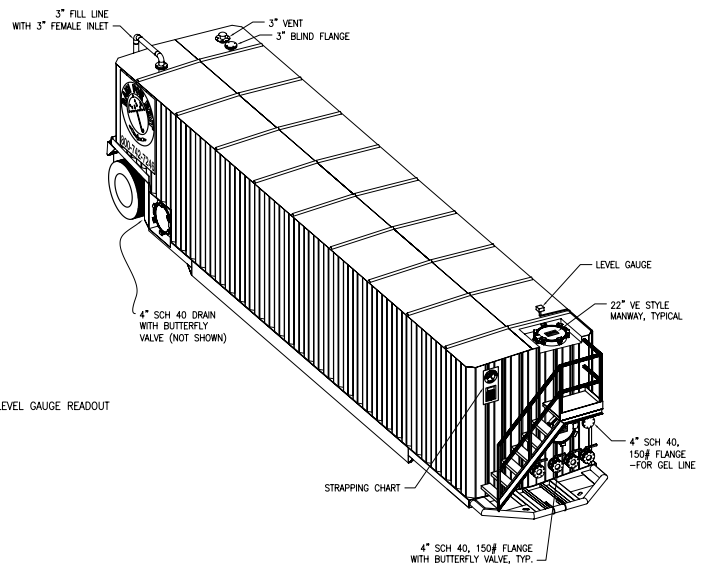 3" FILL LINE
WITH 3" FEMALE INLET
3" VENT
3" BLIND FLANGE
LEVEL GAUGE
22" VE STYLE
MANWAY, TYPICAL
4" SCH 40 DRAIN
WITH BUTTERFLY
VALVE (NOT SHOWN)
LEVEL GAUGE READOUT
4" SCH 40,
150# FLANGE
-FOR GEL LINE
STRAPPING CHART
4" SCH 40, 150# FLANGE
WITH BUTTERFLY VALVE, TYP.